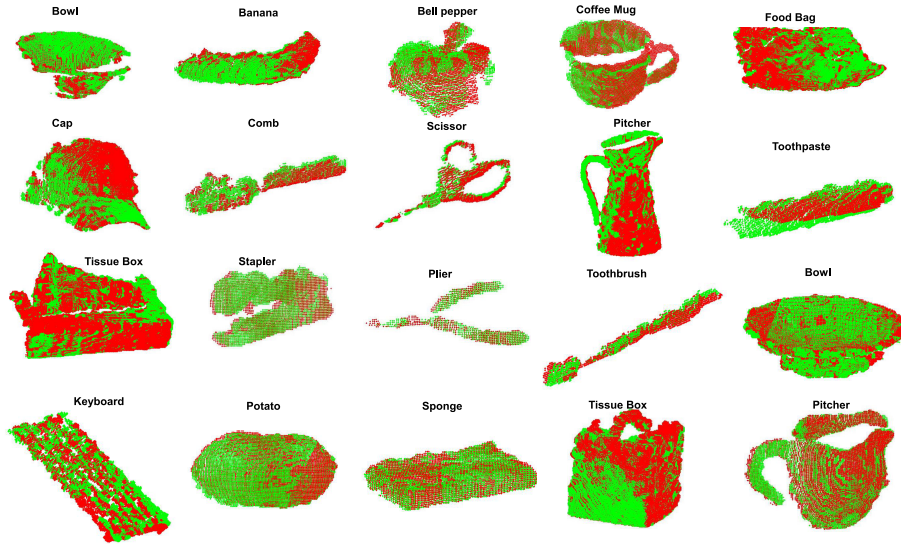 Bowl
Banana
Bell pepper
Coffee Mug
Food Bag
Cap
Comb
Scissor
Pitcher
Toothpaste
Tissue Box
Stapler
Plier
Toothbrush
Bowl
Keyboard
Potato
Sponge
Tissue Box
Pitcher